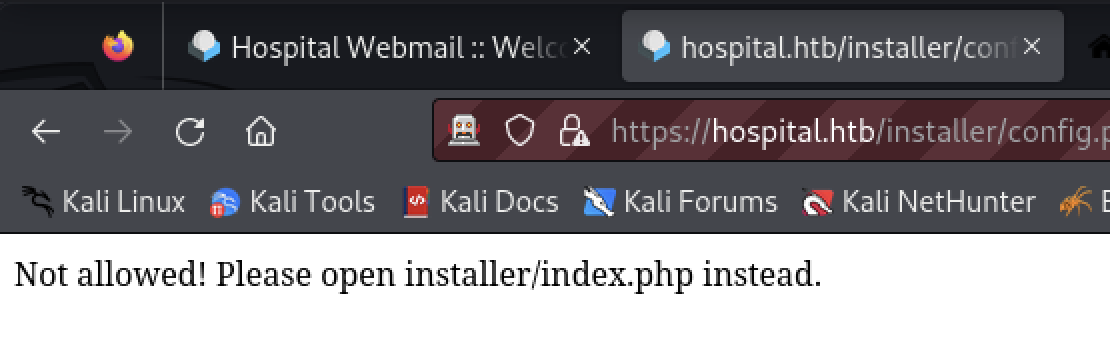 Hospital Webmail :: Welc
hospital.htb/installer/conf
https://hospital.htb/installer/config.p
Kali Linux Kali Tools Kali Docs Kali Forums Kali NetHunter E
Not allowed! Please open installer/index.php instead.